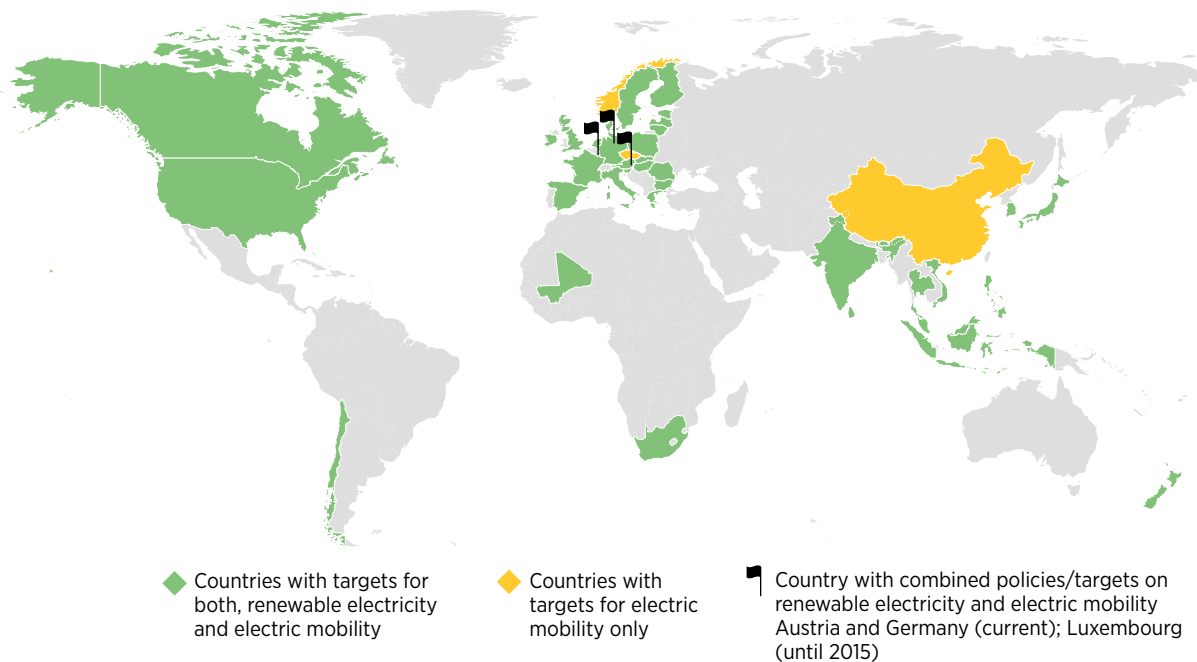 Countries with targets for
both, renewable electricity
and electric mobility
Countries with
targets for electric
mobility only
Country with combined policies/targets on
renewable electricity and electric mobility
Austria and Germany (current); Luxembourg
(until 2015)